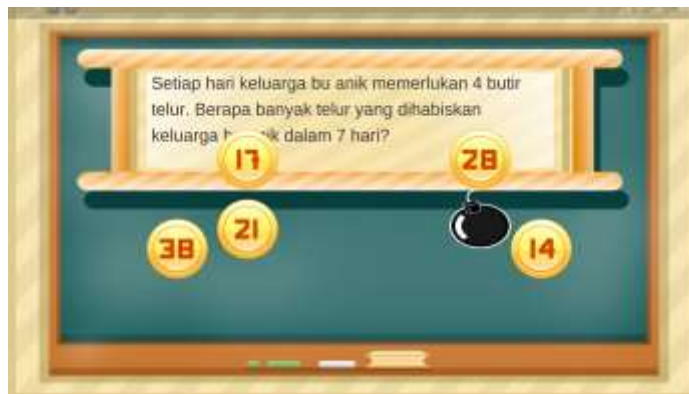 Setiap hari keluarga bu anik memerlukan 4 butir
telur. Berapa banyak telur yang dihabiskan
keluarga dalam 7 hari?
17
28
21
38
14